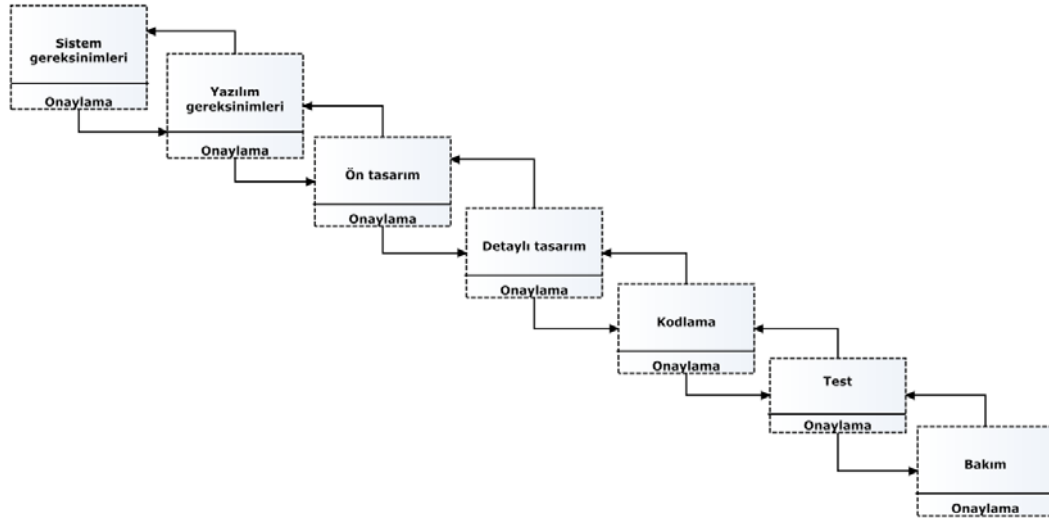 Sistem
gereksinimleri
Onaylama
Yazılım
gereksinimleri
Onaylama
Ön tasarım
Onaylama
Detaylı tasarım
Onaylama
Kodlama
Onaylama
Test
Onaylama
Bakım
Onaylama